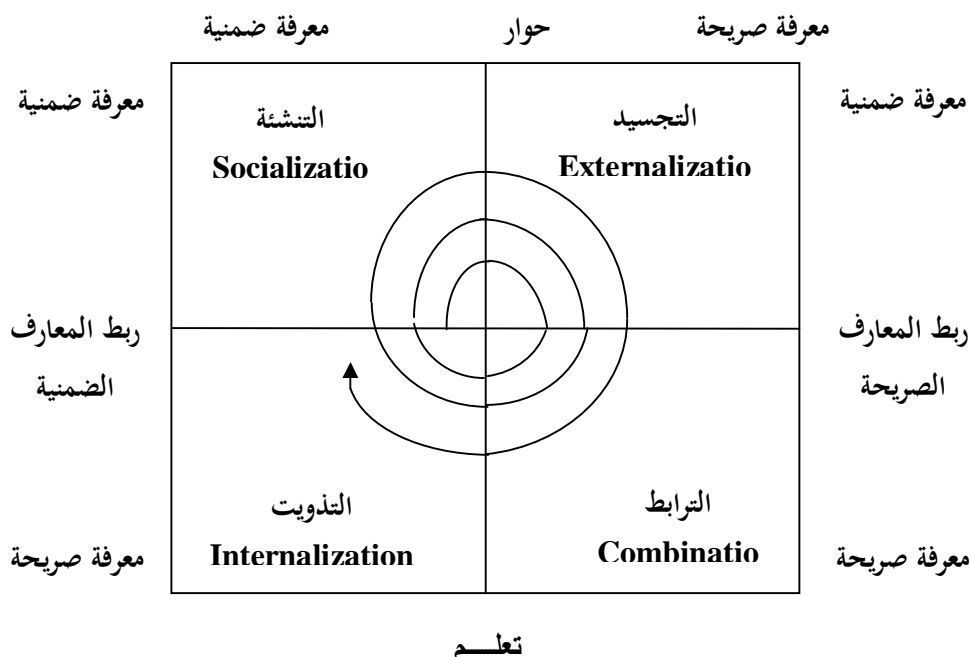 معرفة صريحة حوار معرفة ضمنية
معرفة ضمنية التجسيد التنشئة معرفة ضمنية
Externalizatio Socializatio
ربط المعارف ربط المعارف
الصريحة الضمنية
الترابط التذويت
معرفة صريحة Combinatio Internalization معرفة صريحة
تعلـــــم